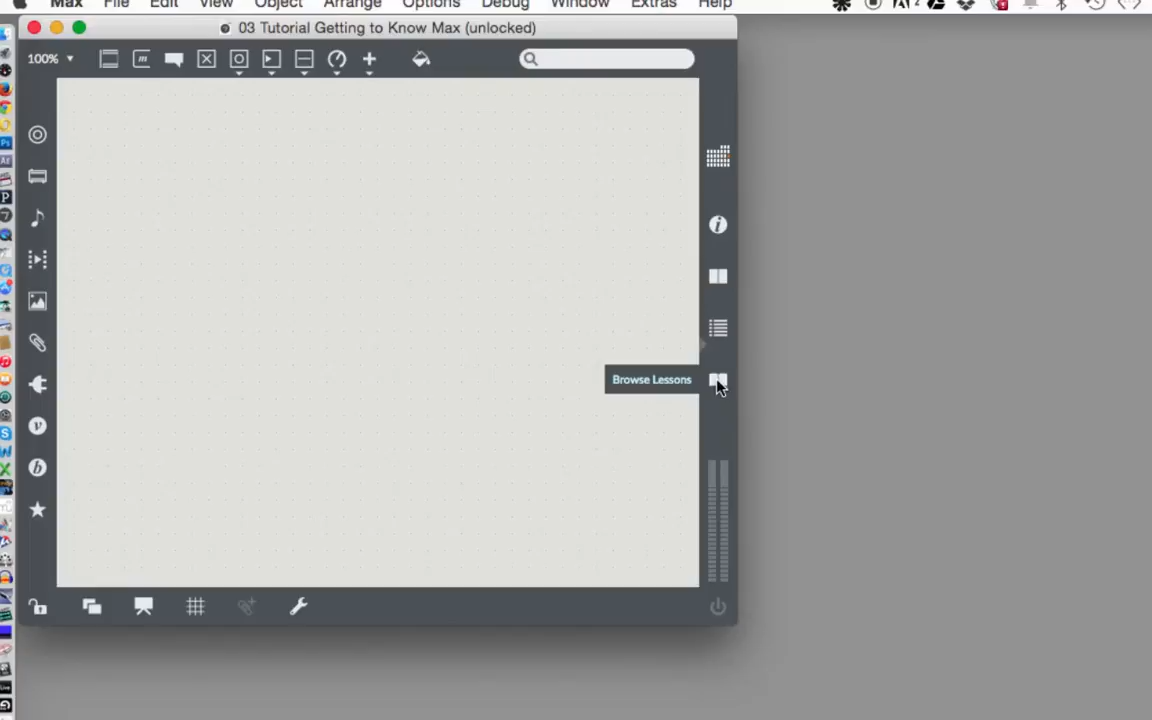 Max File Edit View Object Arrange Options Debug Window Extras Help
03 Tutorial Getting to Know Max (unlocked)
100%
Browse Lessons